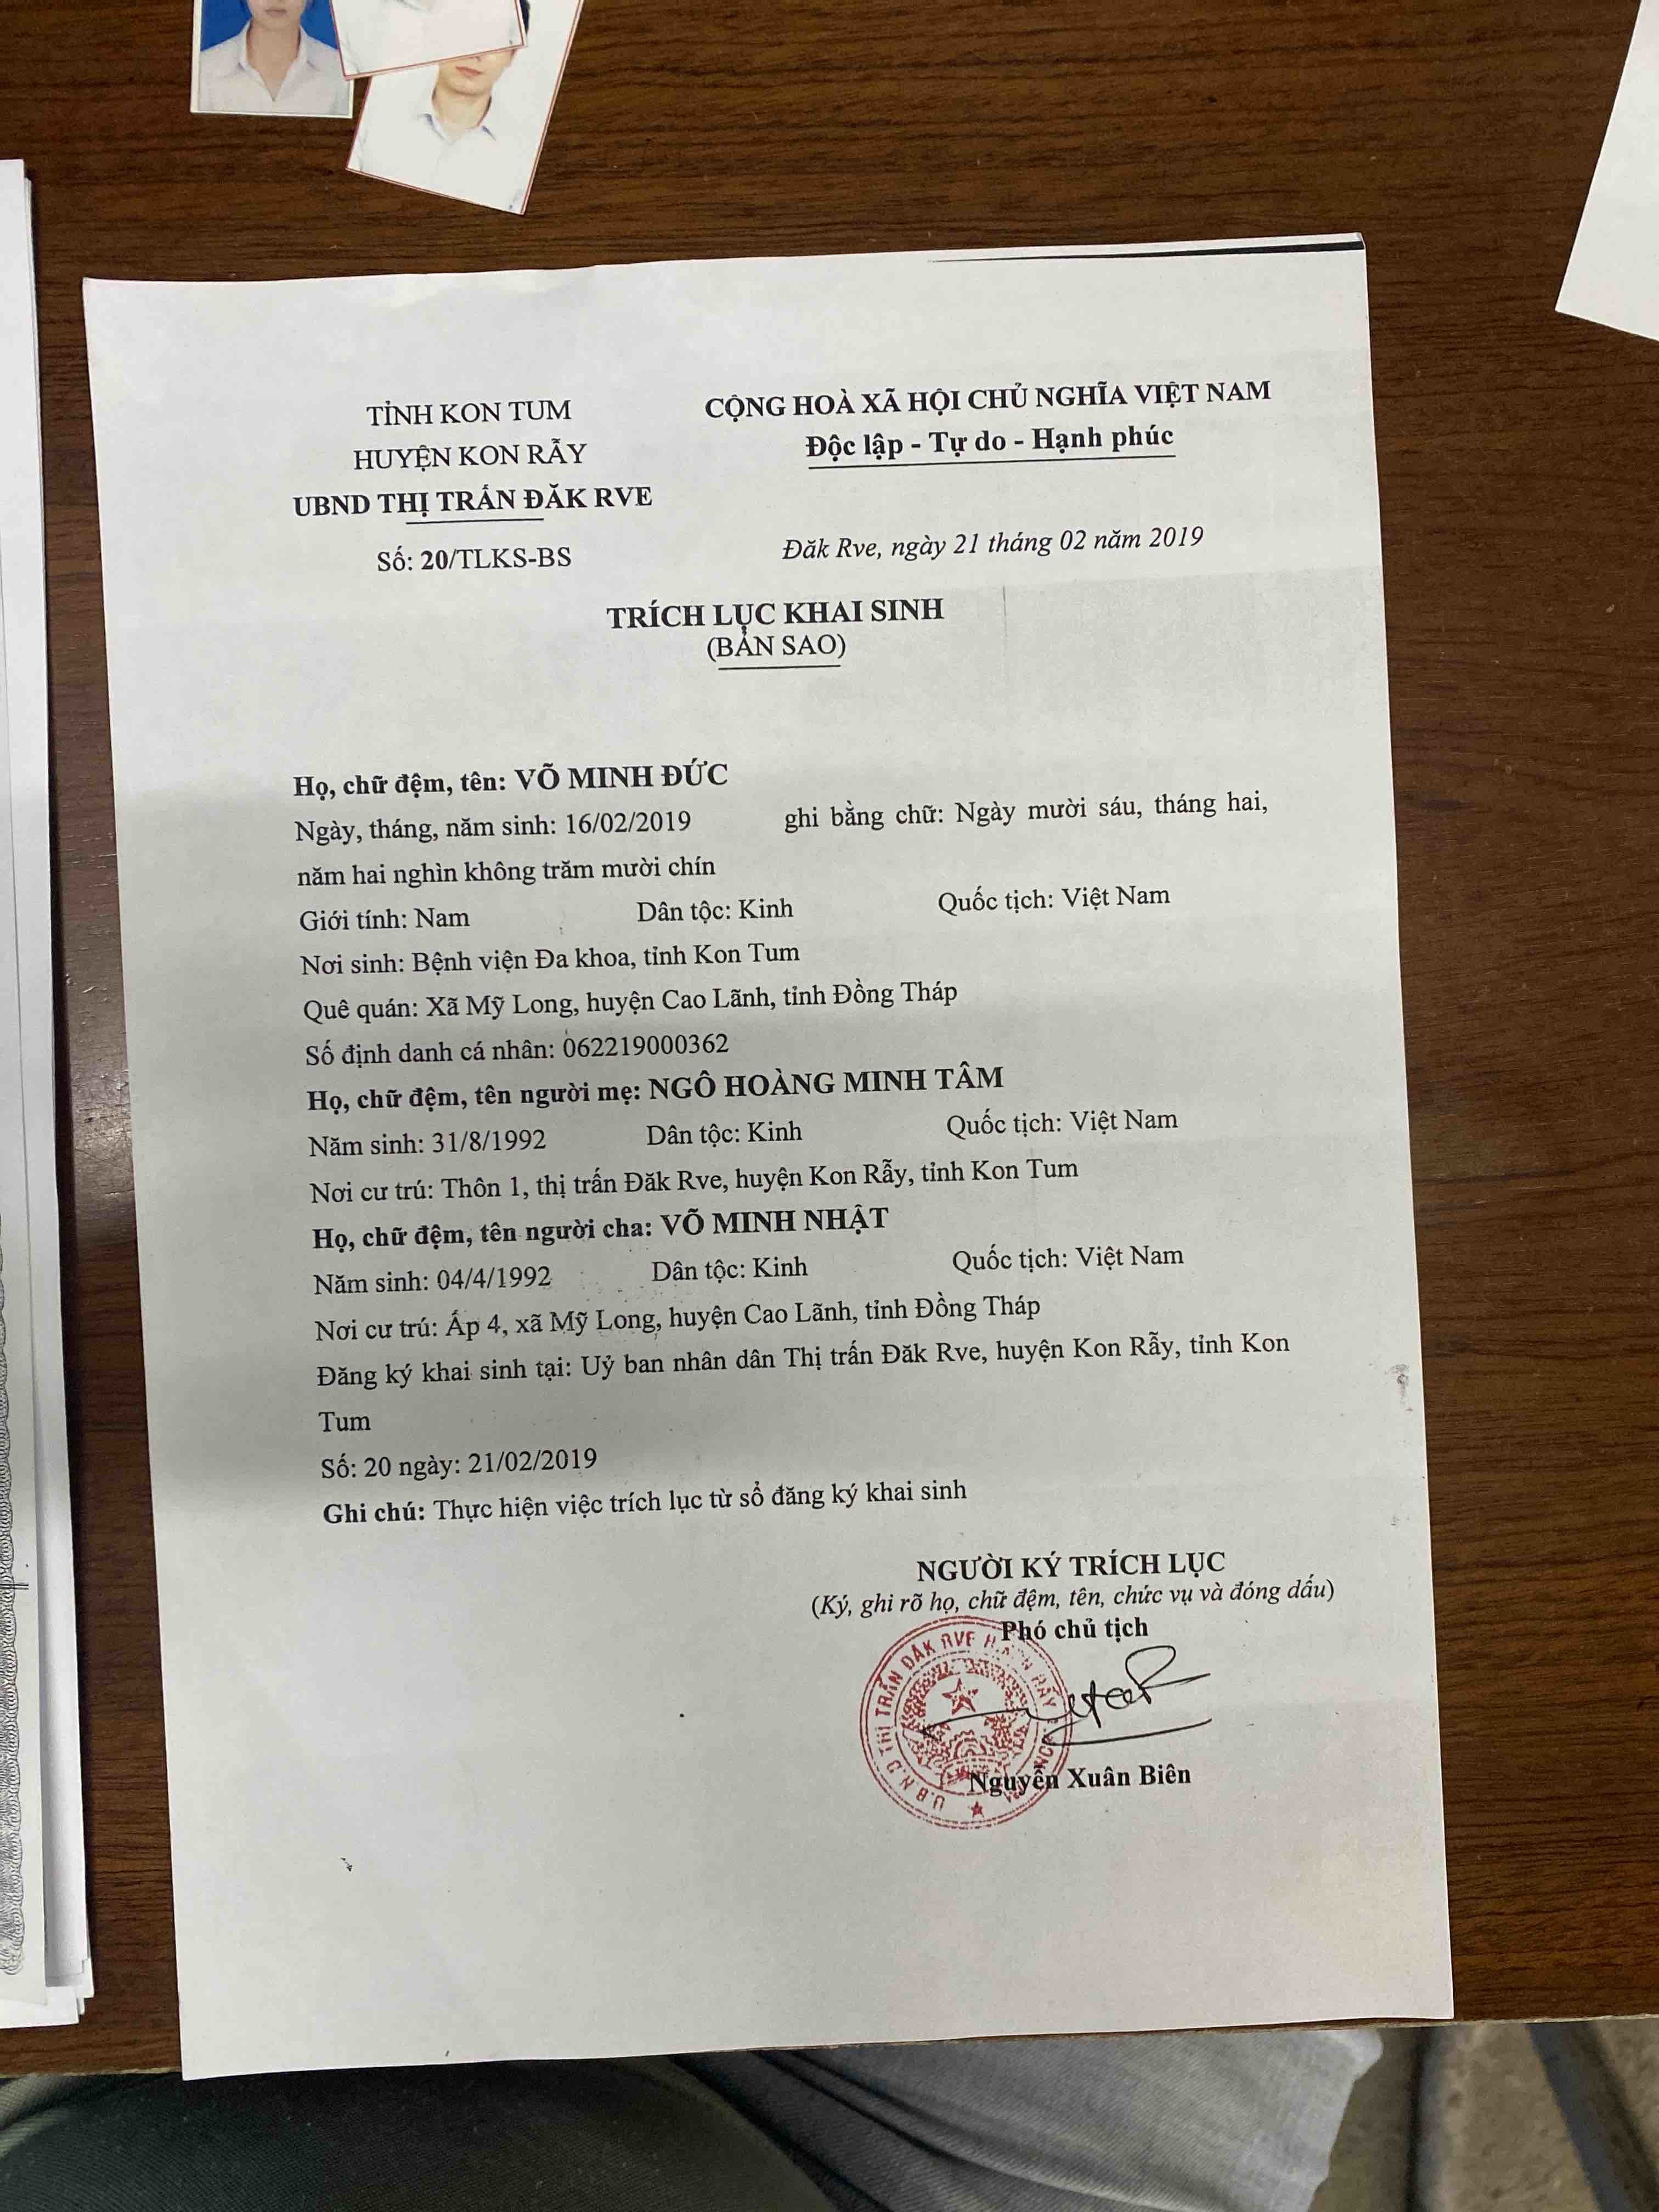 TỈNH KON TUM
HUYỆN KON RẪY
UBND THỊ TRẤN ĐĂK RVE
Số: 20/TLKS-BS
CỘNG HOÀ XÃ HỘI CHỦ NGHĨA VIỆT NAM
Độc lập - Tự do - Hạnh phúc
Đăk Rve, ngày 21 tháng 02 năm 2019
TRÍCH LỤC KHAI SINH
(BẢN SAO)
Họ, chữ đệm, tên: VÕ MINH ĐỨC
Ngày, tháng, năm sinh: 16/02/2019 ghi bằng chữ: Ngày mười sáu, tháng hai,
năm hai nghìn không trăm mười chín
Giới tính: Nam Dân tộc: Kinh Quốc tịch: Việt Nam
Nơi sinh: Bệnh viện Đa khoa, tỉnh Kon Tum
Quê quán: Xã Mỹ Long, huyện Cao Lãnh, tỉnh Đồng Tháp
Số định danh cá nhân: 062219000362
Họ, chữ đệm, tên người mẹ: NGÔ HOÀNG MINH TÂM
Năm sinh: 31/8/1992 Dân tộc: Kinh Quốc tịch: Việt Nam
Nơi cư trú: Thôn 1, thị trấn Đăk Rve, huyện Kon Rẫy, tỉnh Kon Tum
Họ, chữ đệm, tên người cha: VÕ MINH NHẬT
Năm sinh: 04/4/1992 Dân tộc: Kinh Quốc tịch: Việt Nam
Nơi cư trú: Ấp 4, xã Mỹ Long, huyện Cao Lãnh, tỉnh Đồng Tháp
Đăng ký khai sinh tại: Uỷ ban nhân dân Thị trấn Đăk Rve, huyện Kon Rẫy, tỉnh Kon
Tum
Số: 20 ngày: 21/02/2019
Ghi chú: Thực hiện việc trích lục từ sổ đăng ký khai sinh
NGƯỜI KÝ TRÍCH LỤC
(Ký, ghi rõ họ, chữ đệm, tên, chức vụ và đóng dấu)
Phó chủ tịch
U.B.N.D THỊ TRẤN ĐĂK RVE
Nguyễn Xuân Biên